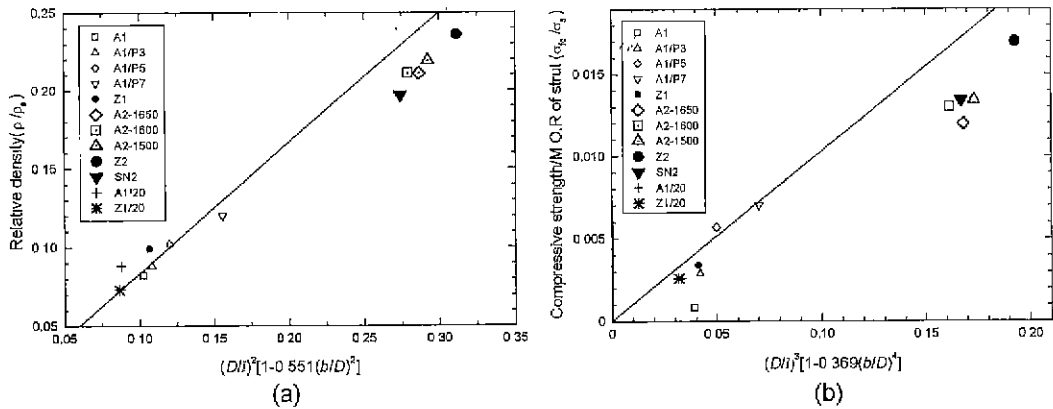 Relative density(ρ/ρs)
0.25
0.20
0.15
0.10
0.05
A1
A1/P3
A1/P5
A1/P7
Z1
A2-1650
A2-1600
A2-1500
Z2
SN2
A1/20
Z1/20
0.05 0.10 0.15 0.20 0.25 0.30 0.35
(D/l)²[1-0 551(b/D)²]
(a)
Compressive strength/M O.R of strut (σfc /σs)
0.015
0.010
0.005
0
A1
A1/P3
A1/P5
A1/P7
Z1
A2-1650
A2-1600
A2-1500
Z2
SN2
A1/20
Z1/20
0 0.05 0.10 0.15 0.20
(D/l)³[1-0 369(b/D)⁴]
(b)